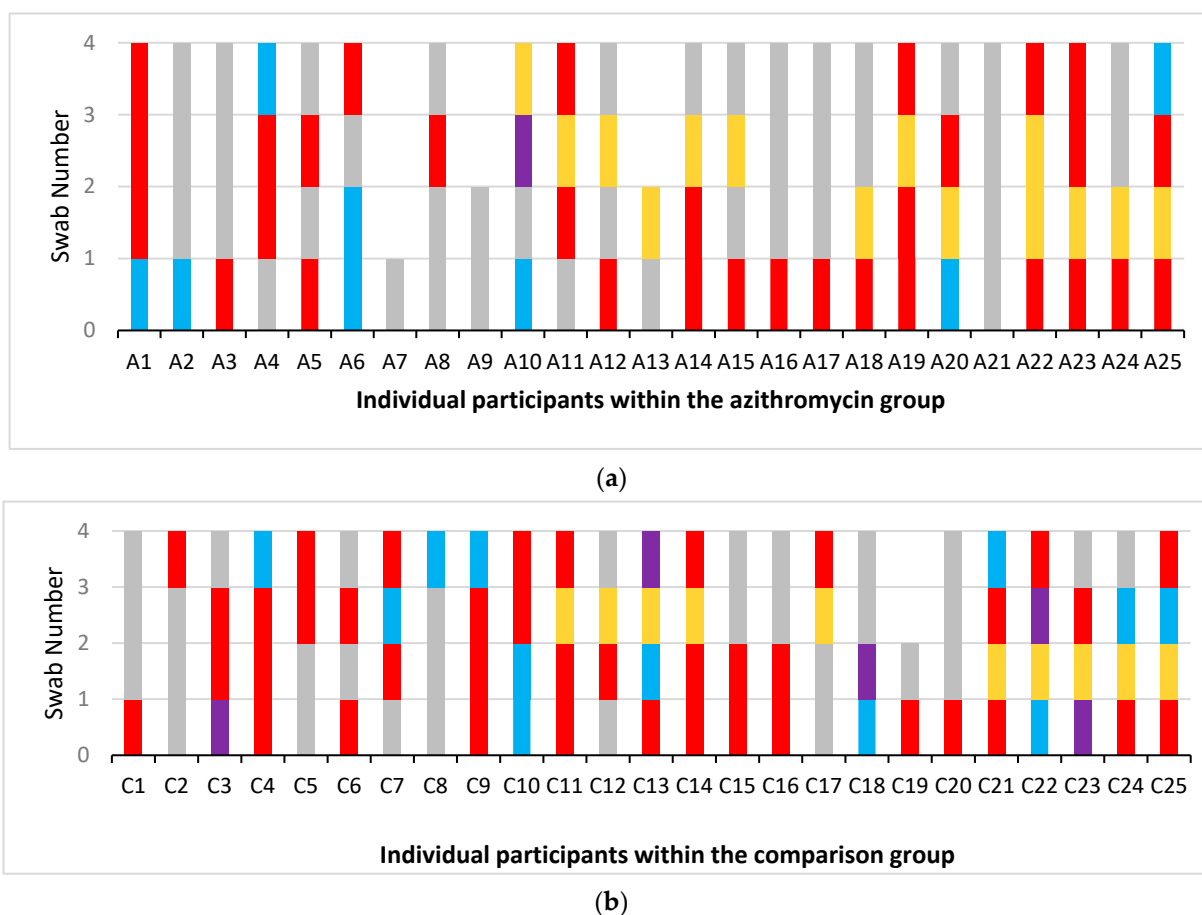 4
3
2
1
0
Swab Number
A1 A2 A3 A4 A5 A6 A7 A8 A9 A10 A11 A12 A13 A14 A15 A16 A17 A18 A19 A20 A21 A22 A23 A24 A25
Individual participants within the azithromycin group
(a)
4
3
2
1
0
Swab Number
C1 C2 C3 C4 C5 C6 C7 C8 C9 C10 C11 C12 C13 C14 C15 C16 C17 C18 C19 C20 C21 C22 C23 C24 C25
Individual participants within the comparison group
(b)